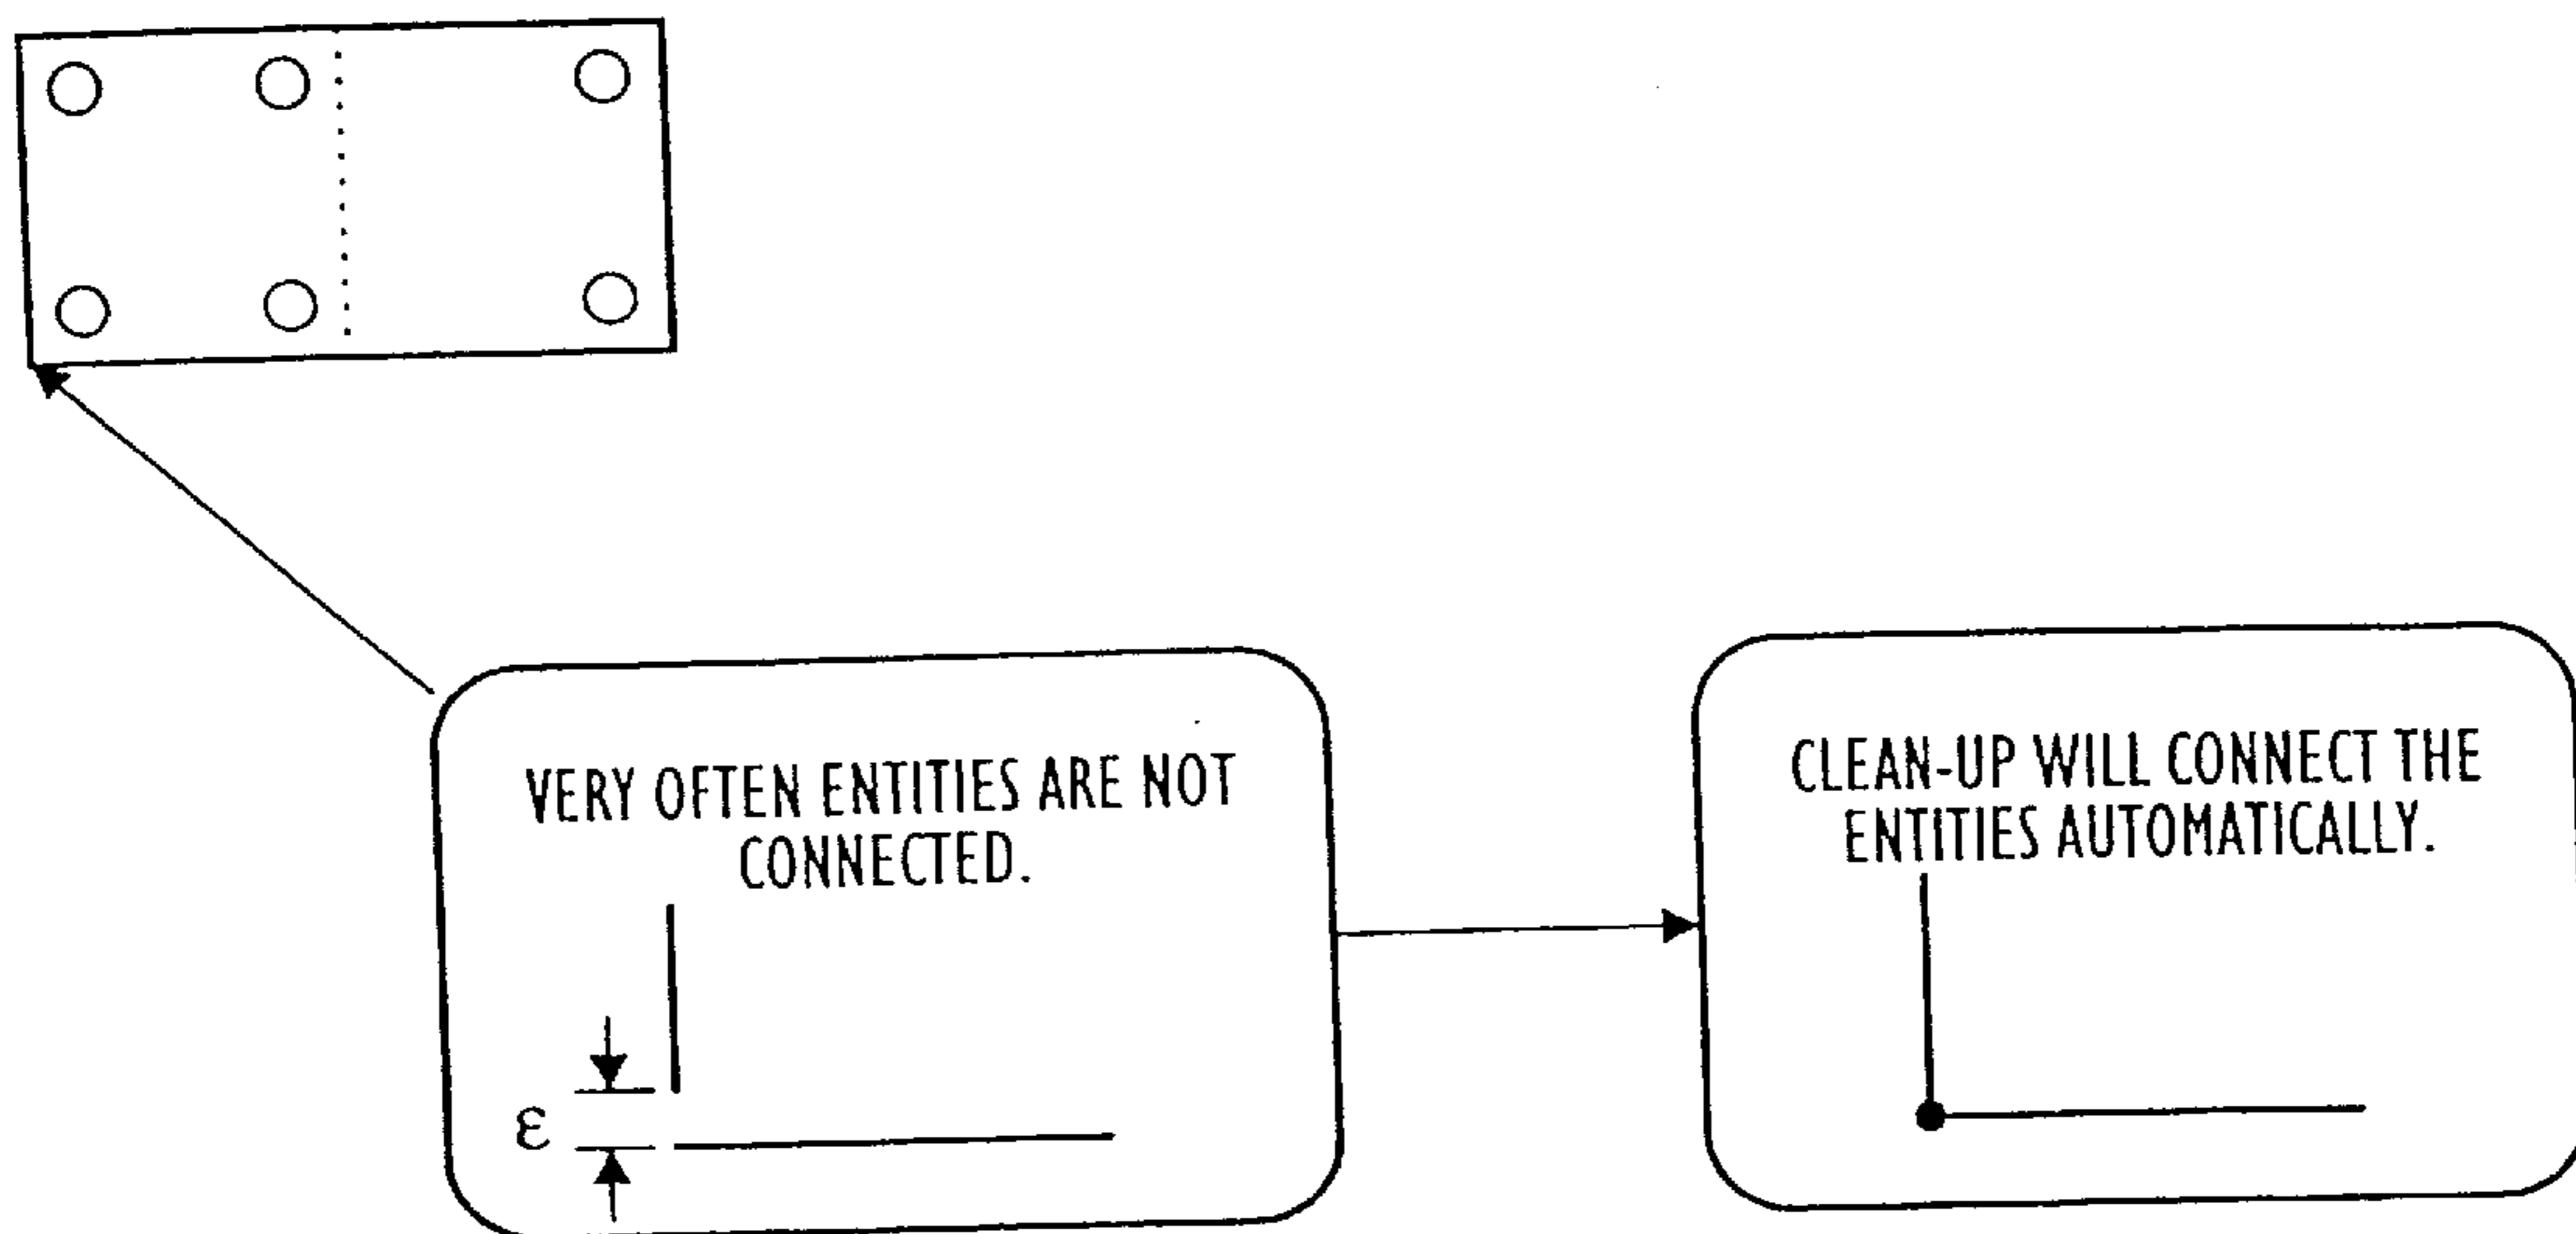 VERY OFTEN ENTITIES ARE NOT
CONNECTED.
ε
CLEAN-UP WILL CONNECT THE
ENTITIES AUTOMATICALLY.